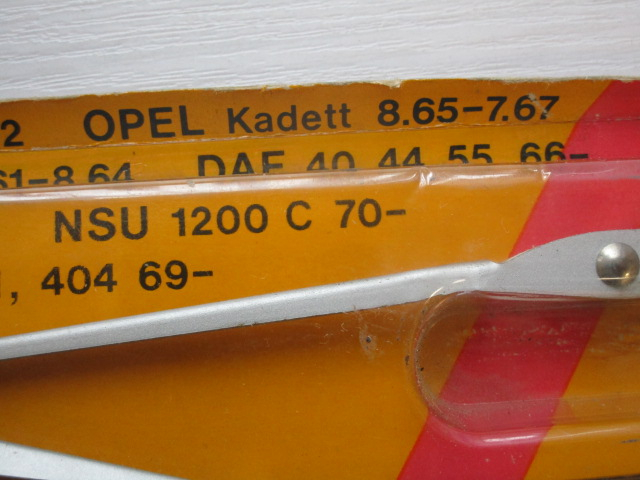 2 OPEL Kadett 8.65-7.67
61-8.64 DAF 40 44 55 66-
NSU 1200 C 70-
, 404 69-